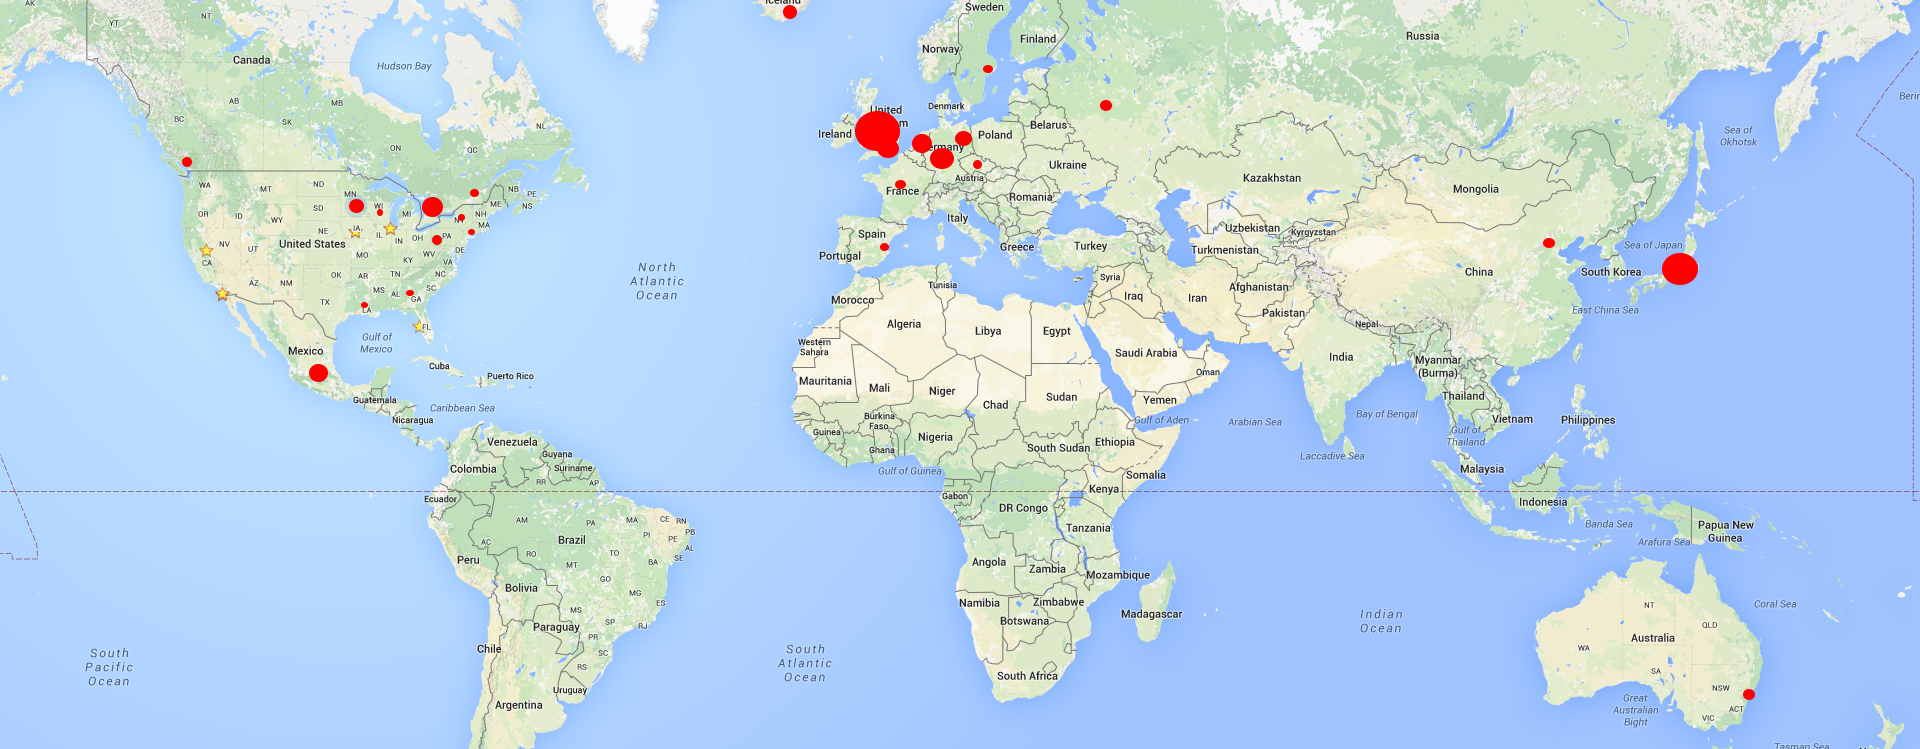 Iceland
Sweden
AK
YT
NT
Canada
Hudson Bay
Norway
Finland
Russia
AB
MB
BC
SK
NL
ON
QC
United
Denmark
Ireland
Poland
Belarus
Germany
Ukraine
Austria
France
Romania
Italy
Spain
Portugal
Greece
Turkey
Kazakhstan
Mongolia
Uzbekistan
Kyrgyzstan
Turkmenistan
Sea of
Okhotsk
Sea of Japan
South Korea
China
East China Sea
WA
MT
ND
MN
SD
WI
MI
OR
ID
WY
NB
PE
NS
ME
NH
MA
NE
IA
IL
IN
OH
PA
NV
UT
United States
DE
CA
MO
KY
WV
VA
AZ
NM
OK
AR
TN
NC
MS
AL
SC
GA
TX
LA
FL
North
Atlantic
Ocean
Gulf of
Mexico
Mexico
Cuba
Puerto Rico
Guatemala
Caribbean Sea
Nicaragua
Tunisia
Morocco
Syria
Iraq
Iran
Afghanistan
Pakistan
Nepal
Algeria
Libya
Egypt
Western
Sahara
Saudi Arabia
Oman
India
Myanmar
(Burma)
Mauritania
Mali
Niger
Chad
Sudan
Yemen
Thailand
Gulf of Aden
Arabian Sea
Bay of Bengal
Vietnam
Philippines
Burkina
Faso
Guinea
Ghana
Nigeria
South Sudan
Ethiopia
Gulf of
Thailand
Laccadive Sea
Malaysia
Gulf of Guinea
Somalia
Venezuela
Guyana
Colombia
Suriname
RR
AP
Ecuador
Gabon
Kenya
DR Congo
Indonesia
Tanzania
Banda Sea
Papua New
Guinea
Arafura Sea
AM
PA
MA
CE
RN
PB
PI
PE
AL
SE
AC
RO
Brazil
TO
BA
Peru
MT
GO
Bolivia
MG
ES
MS
SP
RJ
Paraguay
PR
SC
RS
Chile
Uruguay
Argentina
Angola
Zambia
Mozambique
Namibia
Zimbabwe
Botswana
Madagascar
South Africa
South
Pacific
Ocean
South
Atlantic
Ocean
Indian
Ocean
Coral Sea
NT
QLD
Australia
WA
SA
NSW
ACT
VIC
Great
Australian
Bight
Tasman Sea